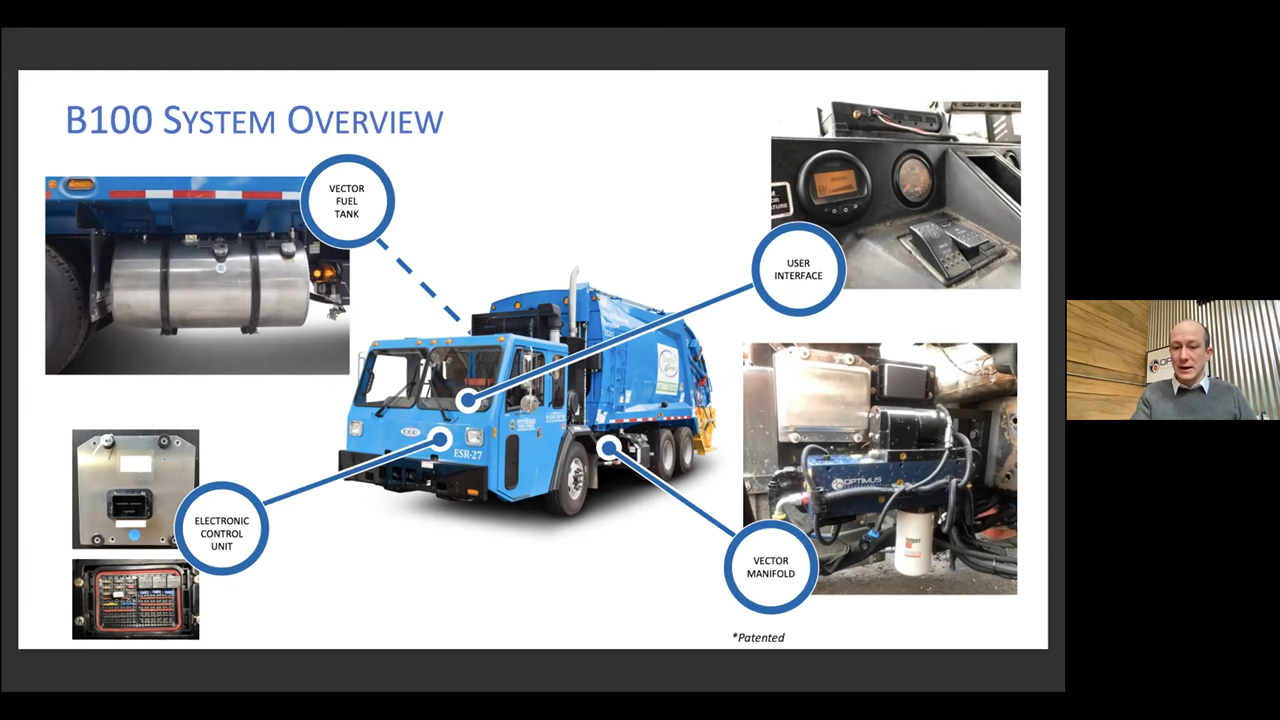 B100 SYSTEM OVERVIEW
VECTOR
FUEL
TANK
USER
INTERFACE
ESR-27
ELECTRONIC
CONTROL
UNIT
OPTIMUS
VECTOR
MANIFOLD
*Patented